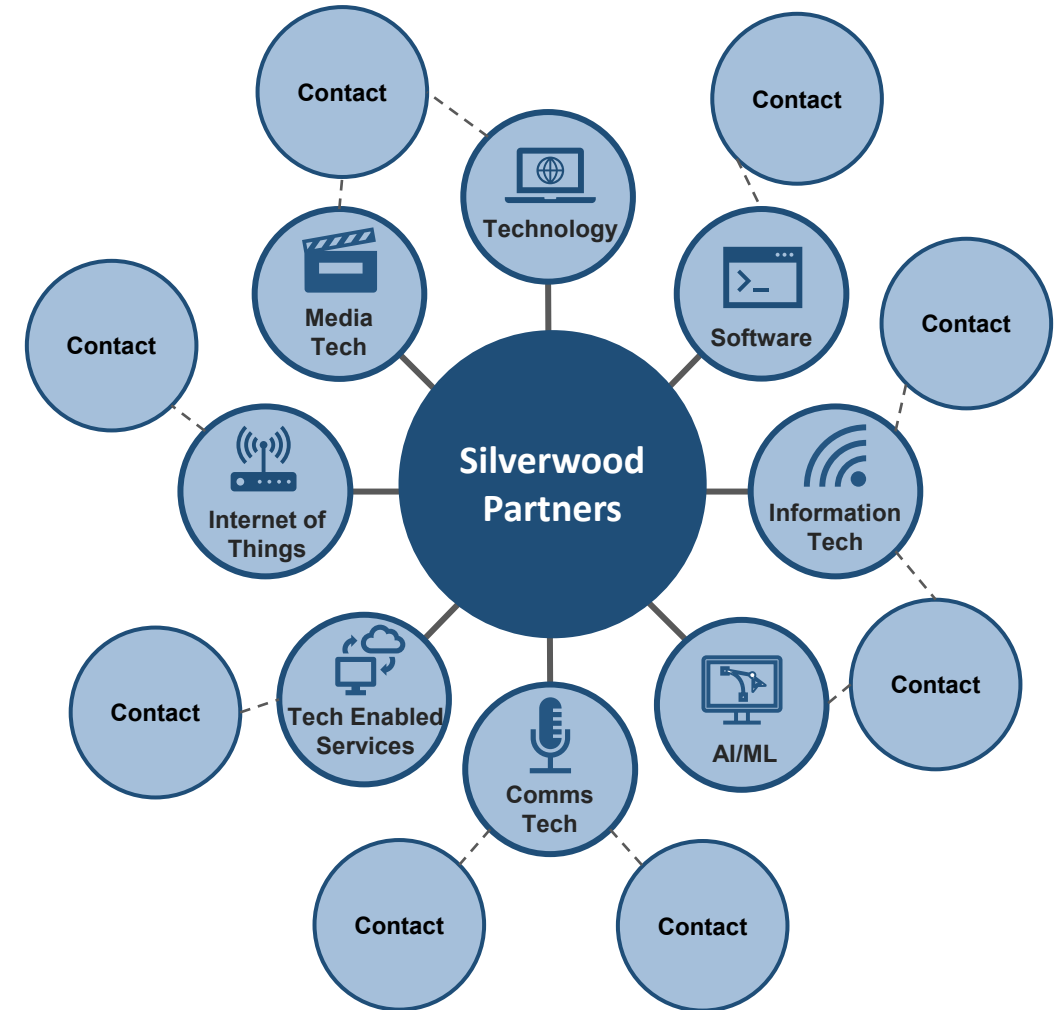 Contact
Contact
Technology
Media
Tech
Software
Contact
Contact
Silverwood
Partners
Internet of
Things
Information
Tech
Contact
Contact
Tech Enabled
Services
AI/ML
Comms
Tech
Contact
Contact